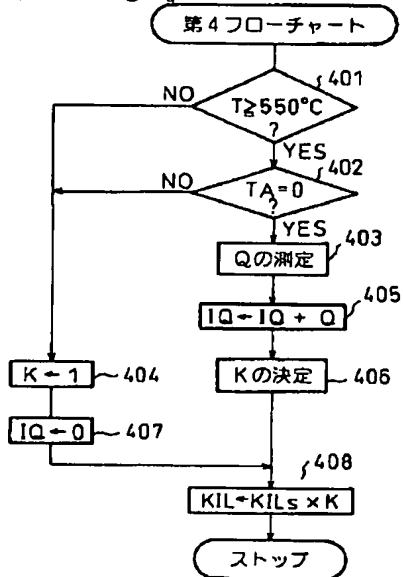 第4フローチャート
401
NO
T≧550°C
?
YES
402
NO
TA=0
?
YES
403
Qの測定
405
IQ←IQ + Q
K←1
404
Kの決定
406
IQ←0
407
408
KIL←KILs×K
ストップ